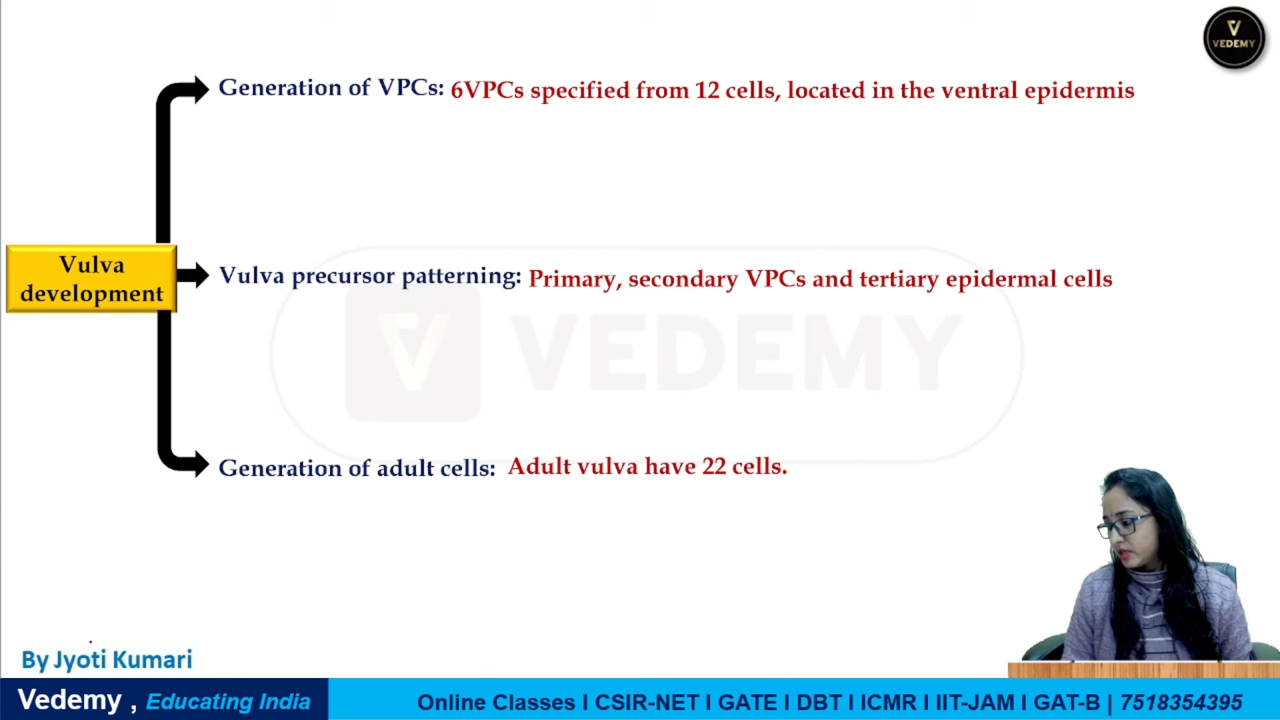 VEDEMY
Generation of VPCs: 6VPCs specified from 12 cells, located in the ventral epidermis
Vulva
development
Vulva precursor patterning: Primary, secondary VPCs and tertiary epidermal cells
VEDEMY
Generation of adult cells: Adult vulva have 22 cells.
By Jyoti Kumari
Vedemy , Educating India
Online Classes I CSIR-NET I GATE I DBT I ICMR I IIT-JAM I GAT-B | 7518354395